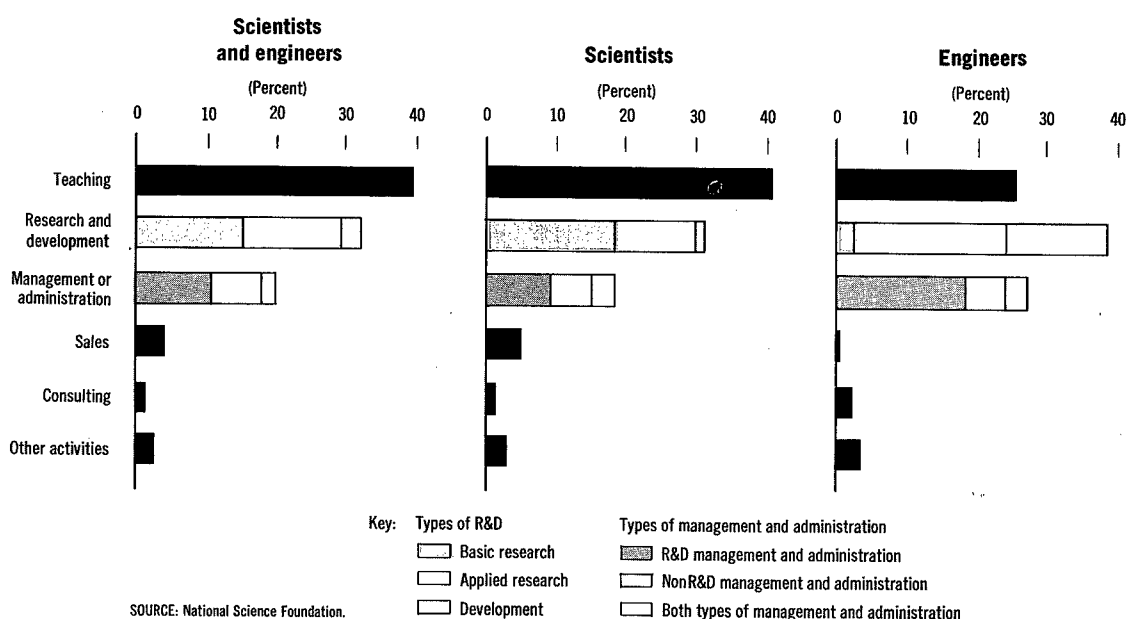 Scientists
and engineers
(Percent)
0 10 20 30 40
Scientists
(Percent)
0 10 20 30 40
Engineers
(Percent)
0 10 20 30 40
Teaching
Research and
development
Management or
administration
Sales
Consulting
Other activities
Key: Types of R&D
Basic research
Applied research
Development
Types of management and administration
R&D management and administration
NonR&D management and administration
Both types of management and administration
SOURCE: National Science Foundation.